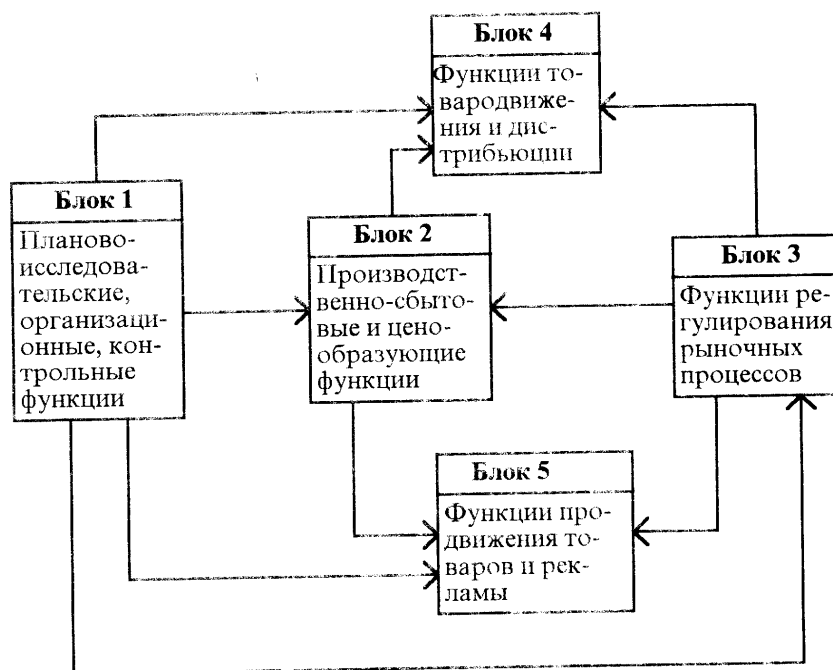 Блок 4
Функции то-
вародвиже-
ния и дис-
трибьюции
Блок 1
Планово-
исследова-
тельские,
организаци-
онные, кон-
трольные
функции
Блок 2
Производст-
венно-сбыто-
вые и цено-
образующие
функции
Блок 3
Функции ре-
гулирования
рыночных
процессов
Блок 5
Функции про-
движения то-
варов и рек-
ламы